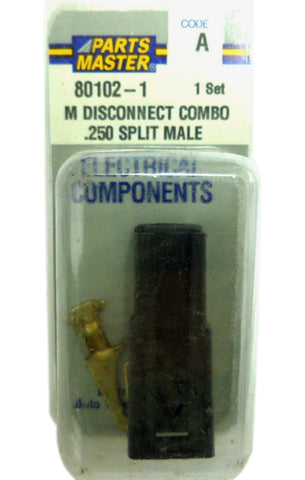 PARTS
MASTER
CODE
A
80102-1 1 Set
M DISCONNECT COMBO
.250 SPLIT MALE
ELECTRICAL
COMPONENTS